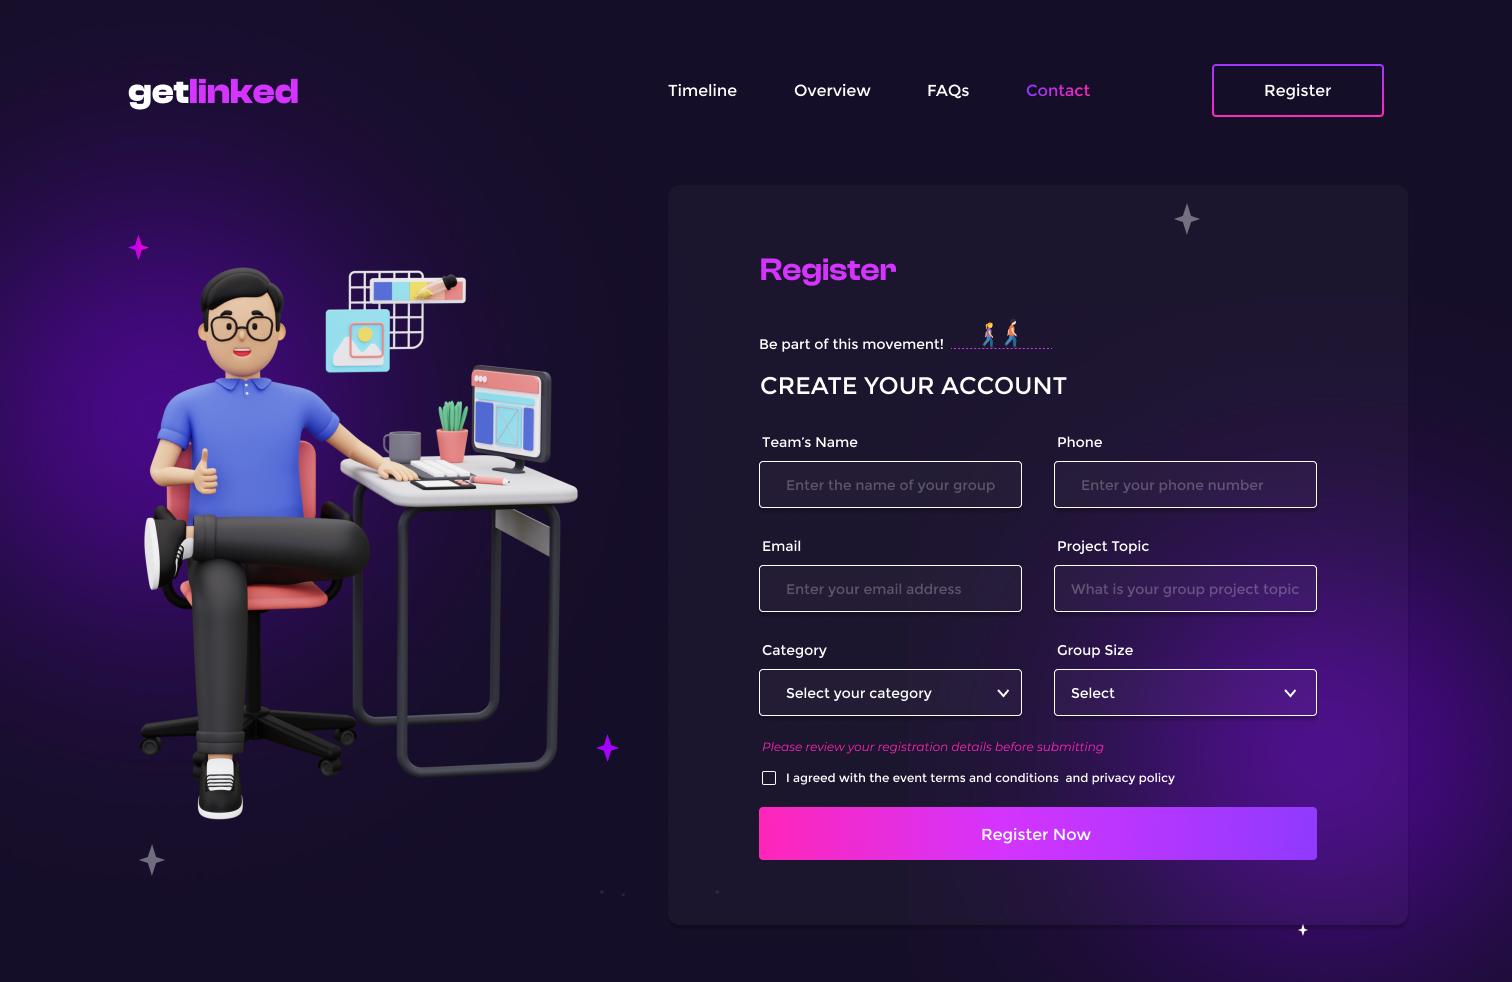 getlinked
Timeline Overview FAQs Contact Register
Register
Be part of this movement!
CREATE YOUR ACCOUNT
Team’s Name Phone
Enter the name of your group Enter your phone number
Email Project Topic
Enter your email address What is your group project topic
Category Group Size
Select your category Select
Please review your registration details before submitting
I agreed with the event terms and conditions  and privacy policy
Register Now